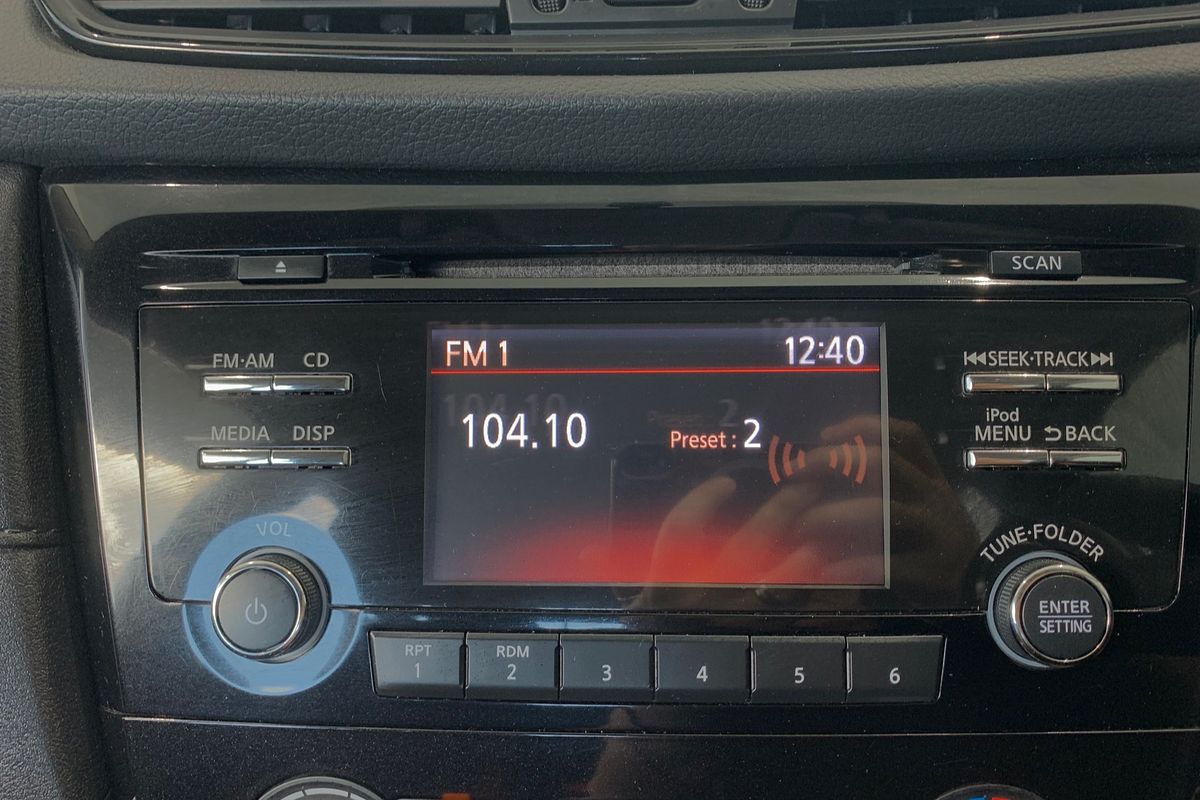 SCAN
FM·AM CD
MEDIA DISP
VOL
FM 1 12:40
104.10 Preset : 2
SEEK·TRACK
iPod
MENU BACK
TUNE·FOLDER
ENTER
SETTING
RPT RDM
1 2 3 4 5 6